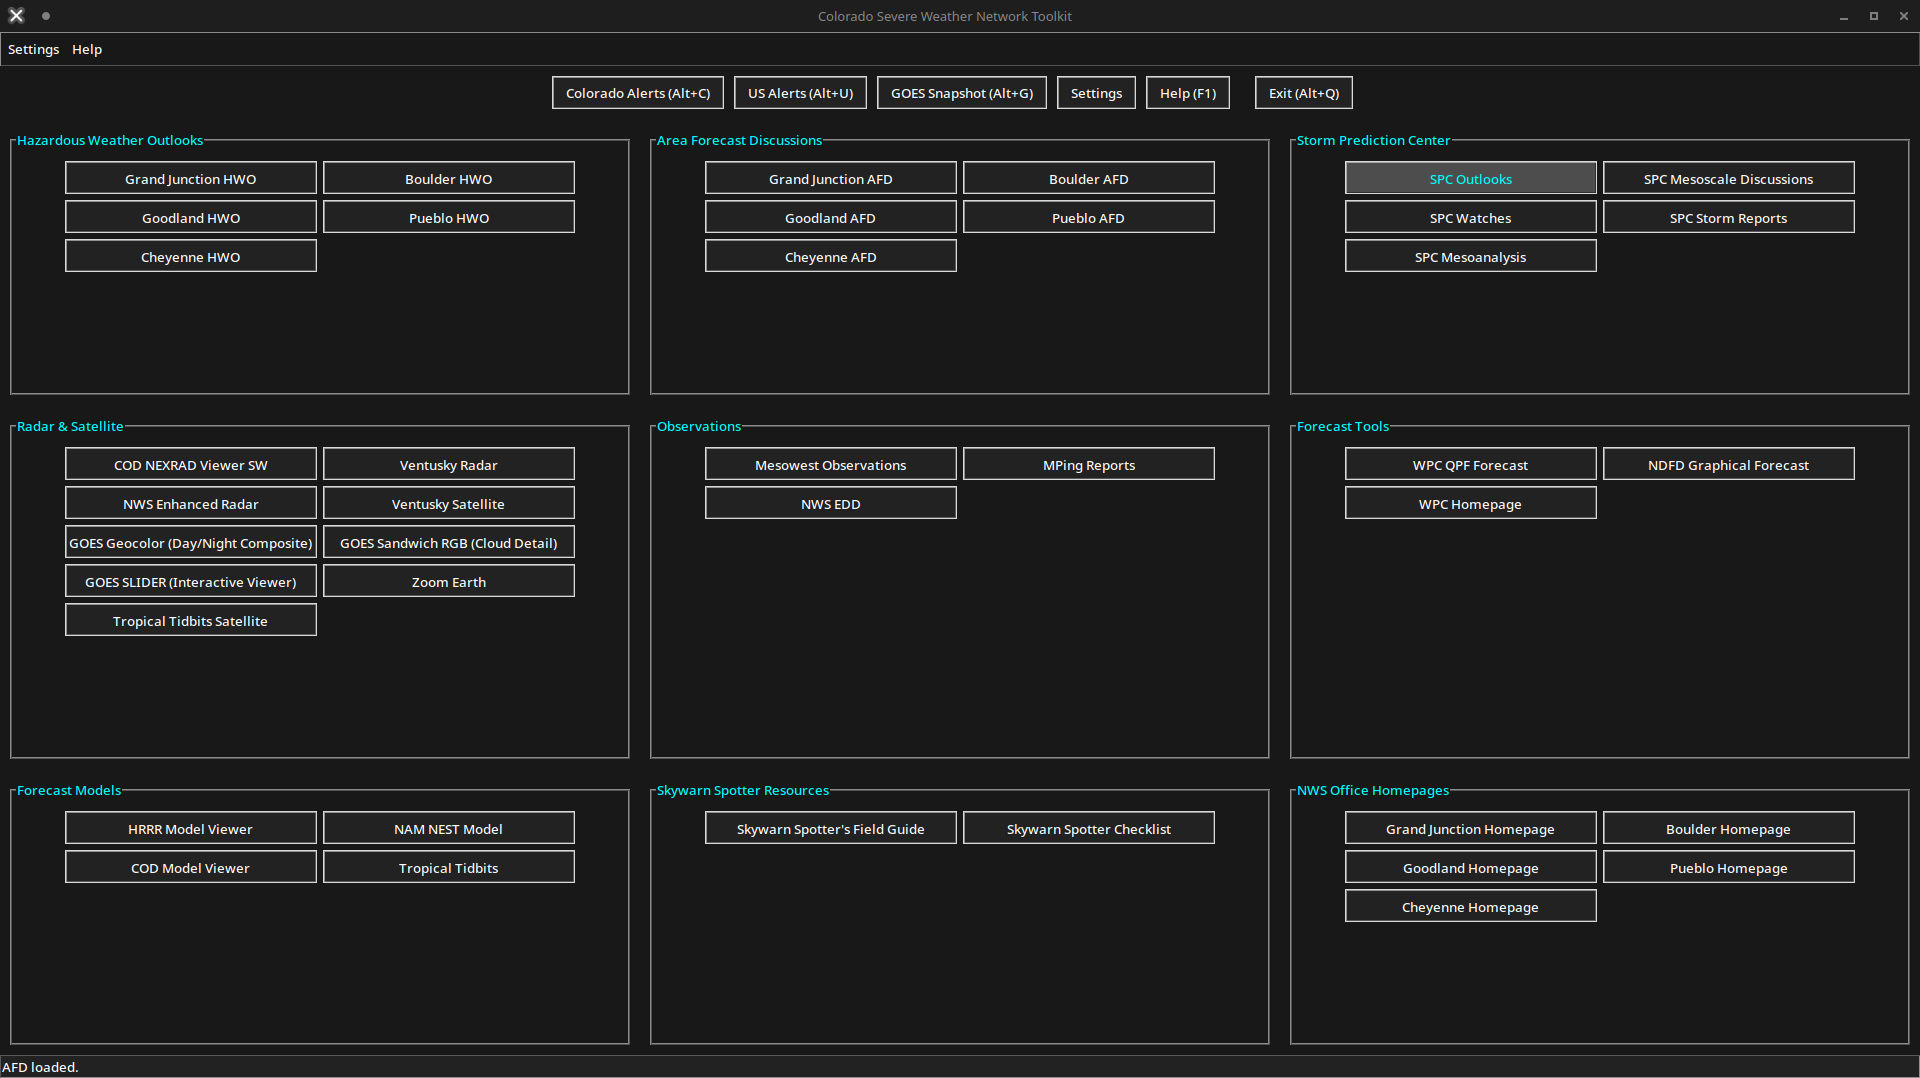 Colorado Severe Weather Network Toolkit
Settings Help
Colorado Alerts (Alt+C) US Alerts (Alt+U) GOES Snapshot (Alt+G) Settings Help (F1) Exit (Alt+Q)
Hazardous Weather Outlooks
Grand Junction HWO Boulder HWO
Goodland HWO Pueblo HWO
Cheyenne HWO
Area Forecast Discussions
Grand Junction AFD Boulder AFD
Goodland AFD Pueblo AFD
Cheyenne AFD
Storm Prediction Center
SPC Outlooks SPC Mesoscale Discussions
SPC Watches SPC Storm Reports
SPC Mesoanalysis
Radar & Satellite
COD NEXRAD Viewer SW Ventusky Radar
NWS Enhanced Radar Ventusky Satellite
GOES Geocolor (Day/Night Composite) GOES Sandwich RGB (Cloud Detail)
GOES SLIDER (Interactive Viewer) Zoom Earth
Tropical Tidbits Satellite
Observations
Mesowest Observations MPing Reports
NWS EDD
Forecast Tools
WPC QPF Forecast NDFD Graphical Forecast
WPC Homepage
Forecast Models
HRRR Model Viewer NAM NEST Model
COD Model Viewer Tropical Tidbits
Skywarn Spotter Resources
Skywarn Spotter's Field Guide Skywarn Spotter Checklist
NWS Office Homepages
Grand Junction Homepage Boulder Homepage
Goodland Homepage Pueblo Homepage
Cheyenne Homepage
AFD loaded.